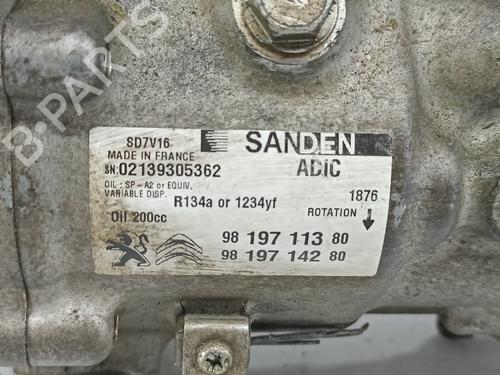 SD7V16
SANDEN
MADE IN FRANCE
ADIC
SN:02139305362
OIL : SP-A2 or EQUIV.
VARIABLE DISP.
R134a or 1234yf
1876
Oil 200cc
ROTATION
98 197 113 80
98 197 142 80
B-PARTS